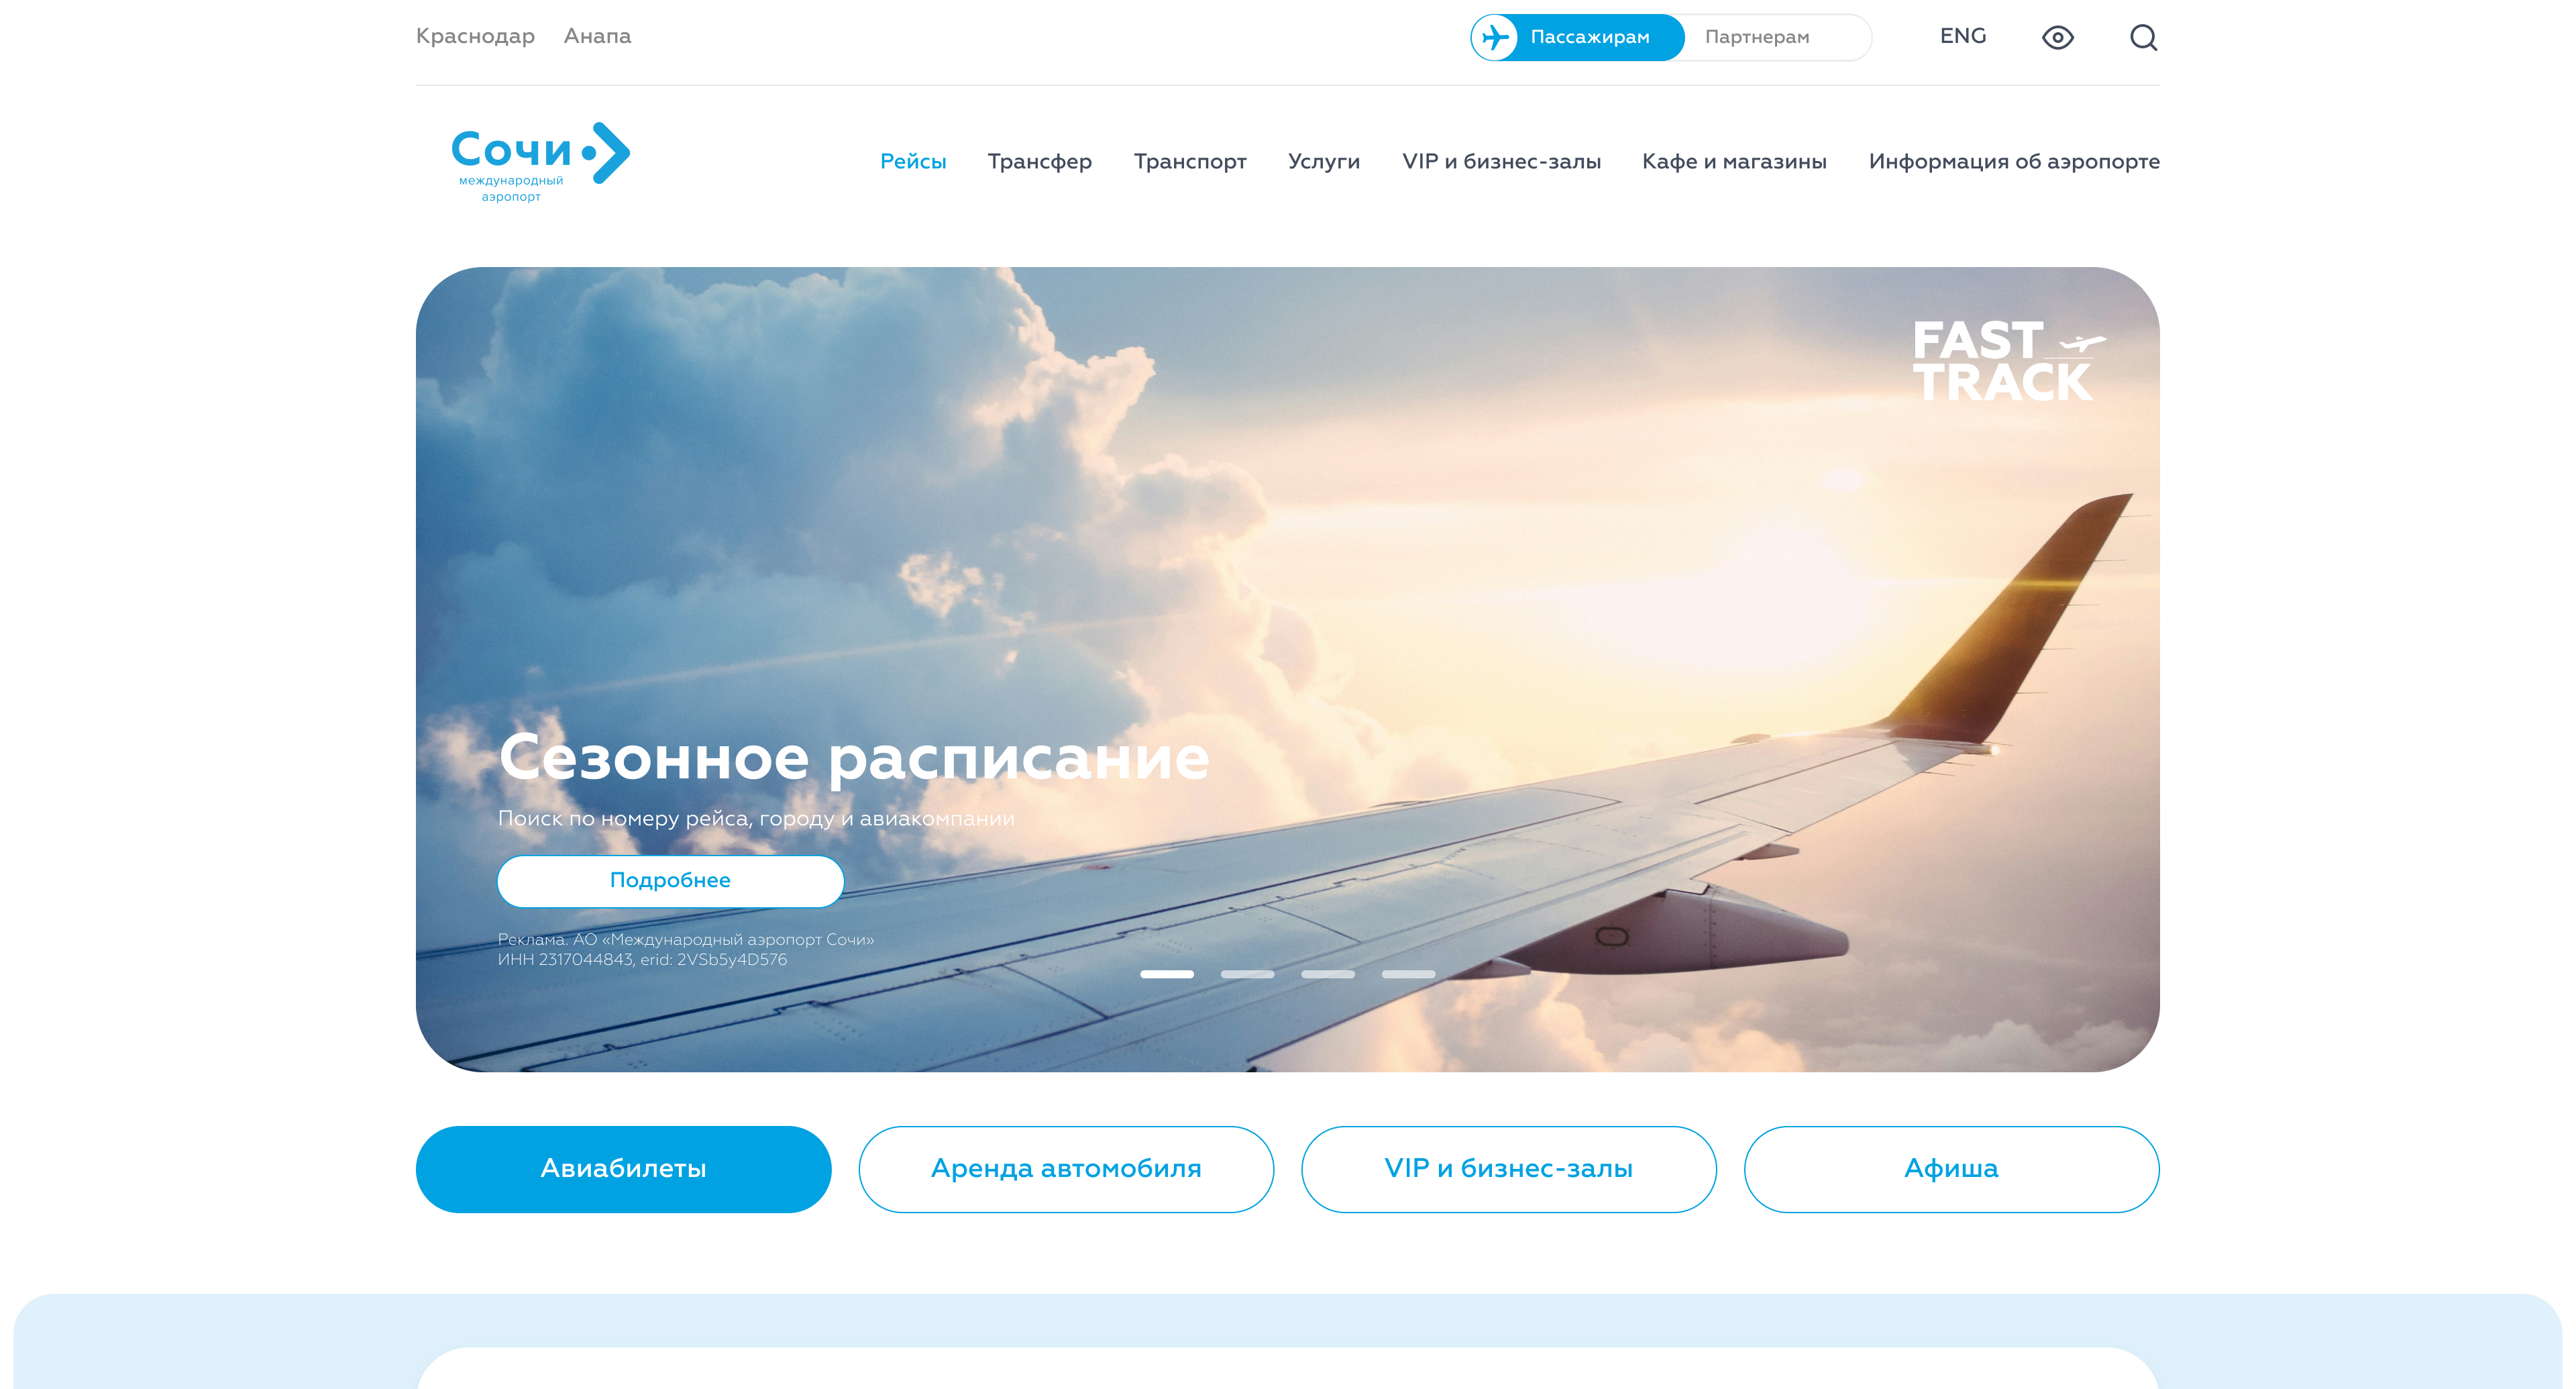 Краснодар Анапа Пассажирам Партнерам ENG
Сочи
международный
аэропорт
Рейсы Трансфер Транспорт Услуги VIP и бизнес-залы Кафе и магазины Информация об аэропорте
FAST
TRACK
Сезонное расписание
Поиск по номеру рейса, городу и авиакомпании
Подробнее
Реклама. АО «Международный аэропорт Сочи»
ИНН 2317044843, erid: 2VSb5y4D576
Авиабилеты Аренда автомобиля VIP и бизнес-залы Афиша